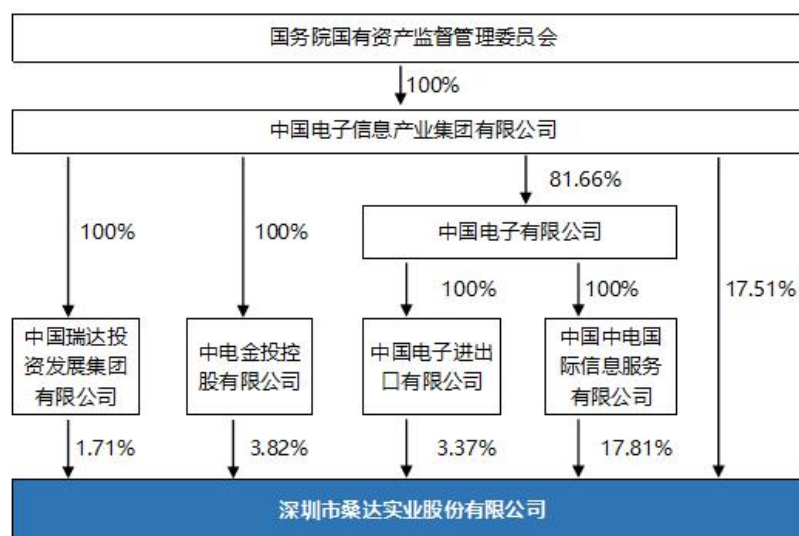 国务院国有资产监督管理委员会
100%
中国电子信息产业集团有限公司
81.66%
100%
100%
中国电子有限公司
100%
100%
17.51%
中国瑞达投
资发展集团
有限公司
中电金投控
股有限公司
中国电子进出
口有限公司
中国中电国
际信息服务
有限公司
1.71%
3.82%
3.37%
17.81%
深圳市桑达实业股份有限公司